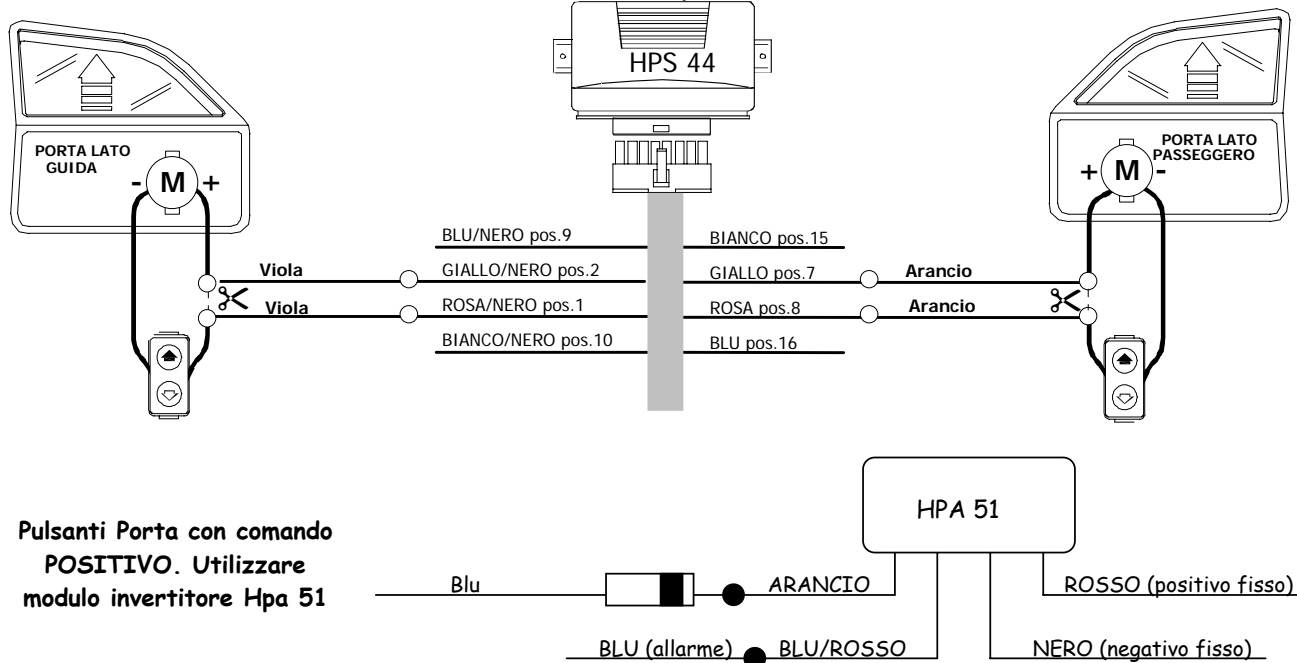 HPS 44
PORTA LATO
GUIDA
- M +
PORTA LATO
PASSEGGERO
+ M -
BLU/NERO pos.9
BIANCO pos.15
Viola
GIALLO/NERO pos.2
GIALLO pos.7
Arancio
Viola
ROSA/NERO pos.1
ROSA pos.8
Arancio
BIANCO/NERO pos.10
BLU pos.16
HPA 51
Pulsanti Porta con comando
POSITIVO. Utilizzare
modulo invertitore Hpa 51
Blu
ARANCIO
ROSSO (positivo fisso)
BLU (allarme)
BLU/ROSSO
NERO (negativo fisso)